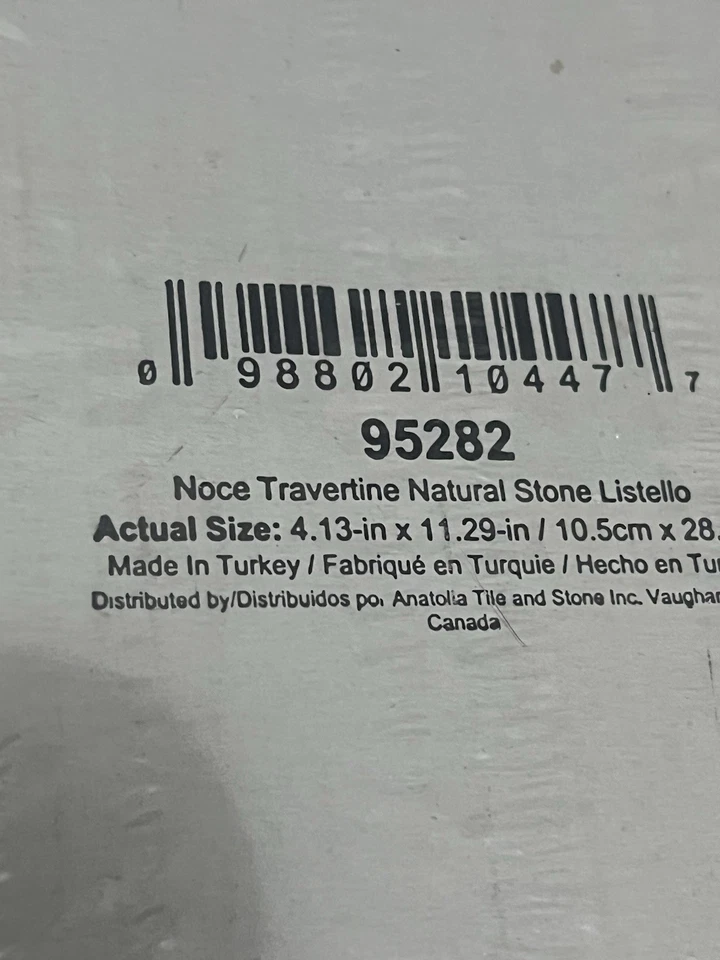 0 98802 10447 7
95282
Noce Travertine Natural Stone Listello
Actual Size: 4.13-in x 11.29-in / 10.5cm x 28.
Made In Turkey / Fabriqué en Turquie / Hecho en Tu
Distributed by/Distribuidos por Anatolia Tile and Stone Inc. Vaughan
Canada